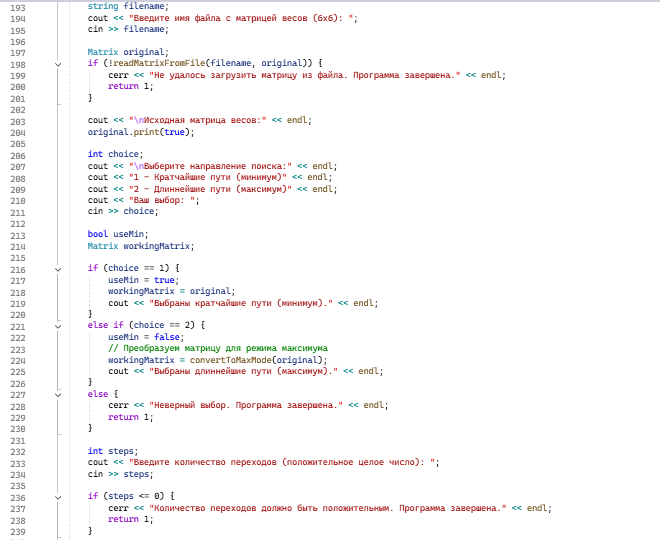 193 string filename;
194 cout << "Введите имя файла с матрицей весов (6x6): ";
195 cin >> filename;
196
197 Matrix original;
198 if (!readMatrixFromFile(filename, original)) {
199 cerr << "Не удалось загрузить матрицу из файла. Программа завершена." << endl;
200 return 1;
201 }
202
203 cout << "\nИсходная матрица весов:" << endl;
204 original.print(true);
205
206 int choice;
207 cout << "\nВыберите направление поиска:" << endl;
208 cout << "1 - Кратчайшие пути (минимум)" << endl;
209 cout << "2 - Длиннейшие пути (максимум)" << endl;
210 cout << "Ваш выбор: ";
211 cin >> choice;
212
213 bool useMin;
214 Matrix workingMatrix;
215
216 if (choice == 1) {
217 useMin = true;
218 workingMatrix = original;
219 cout << "Выбраны кратчайшие пути (минимум)." << endl;
220 }
221 else if (choice == 2) {
222 useMin = false;
223 // Преобразуем матрицу для режима максимума
224 workingMatrix = convertToMaxMode(original);
225 cout << "Выбраны длиннейшие пути (максимум)." << endl;
226 }
227 else {
228 cerr << "Неверный выбор. Программа завершена." << endl;
229 return 1;
230 }
231
232 int steps;
233 cout << "Введите количество переходов (положительное целое число): ";
234 cin >> steps;
235
236 if (steps <= 0) {
237 cerr << "Количество переходов должно быть положительным. Программа завершена." << endl;
238 return 1;
239 }